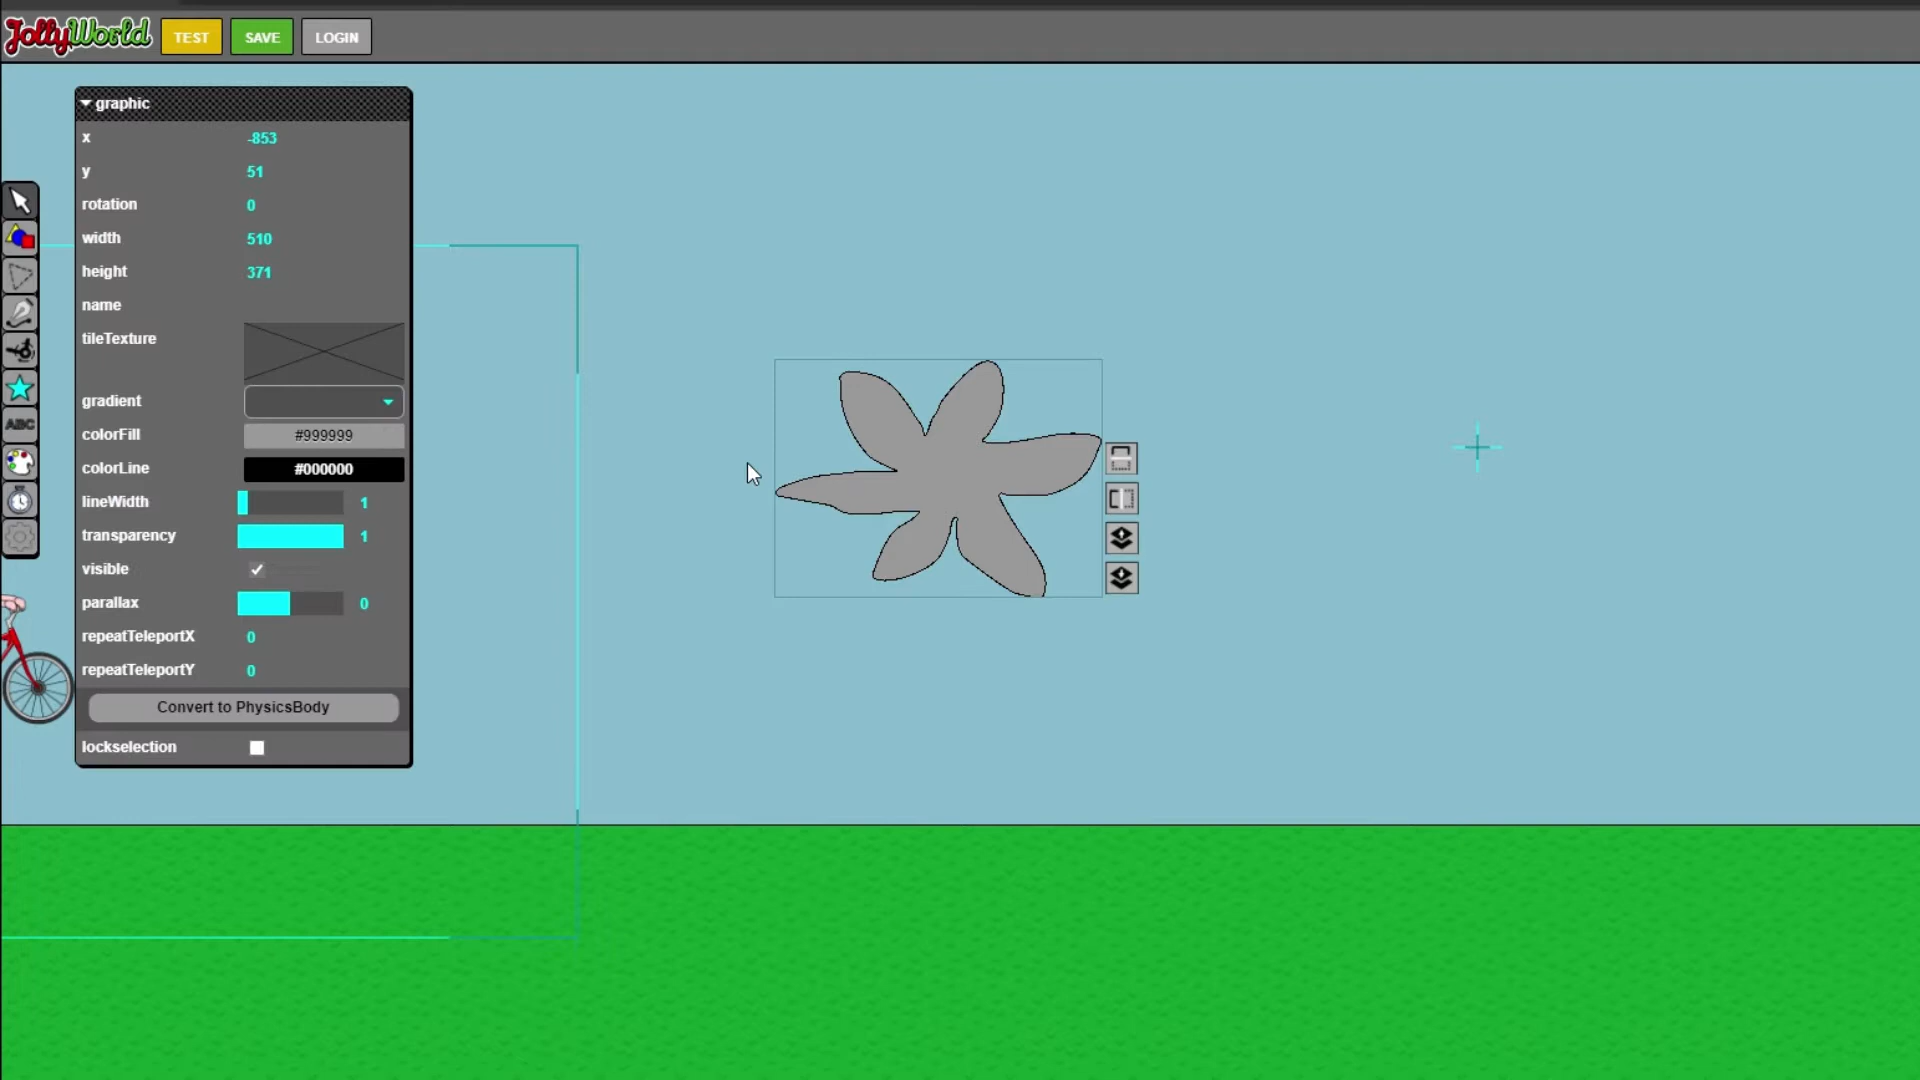 JollyWorld
TEST
SAVE
LOGIN
graphic
x -853
y 51
rotation 0
width 510
height 371
name
tileTexture
gradient
colorFill #999999
colorLine #000000
lineWidth 1
transparency 1
visible
parallax 0
repeatTeleportX 0
repeatTeleportY 0
Convert to PhysicsBody
lockselection
ABC